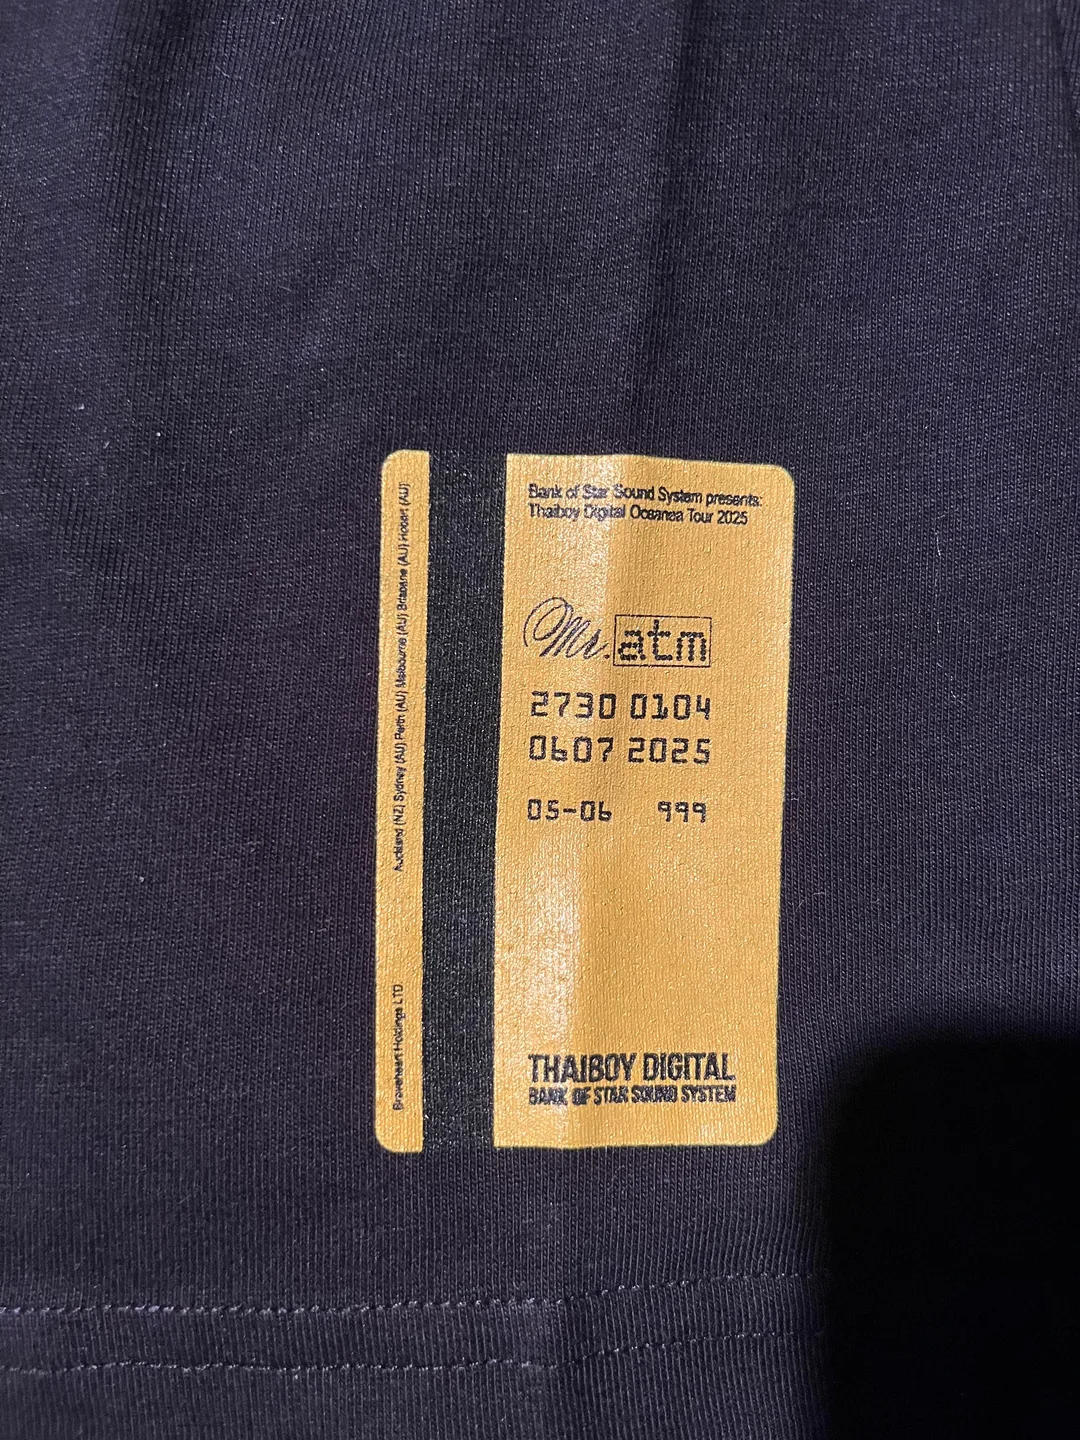 Bank of Star Sound System presents:
Thaiboy Digital Oceanea Tour 2025
Mr. atm
2730 0104
0607 2025
05-06 999
THAIBOY DIGITAL
BANK OF STAR SOUND SYSTEM
Auckland (NZ) Sydney (AU) Perth (AU) Melbourne (AU) Brisbane (AU) Hobart (AU)
Braveheart Holdings LTD